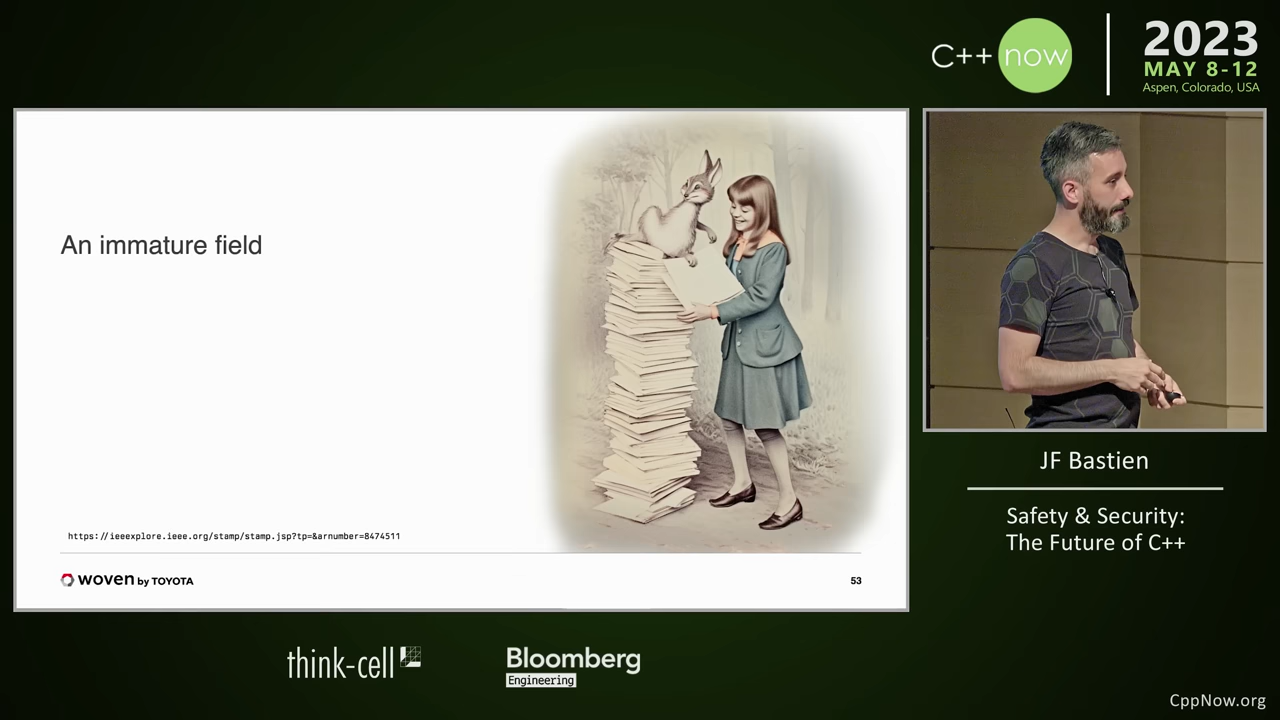 C++ now
2023
MAY 8-12
Aspen, Colorado, USA
An immature field
https://ieeexplore.ieee.org/stamp/stamp.jsp?tp=&arnumber=8474511
woven by TOYOTA
53
JF Bastien
Safety & Security:
The Future of C++
think-cell
Bloomberg
Engineering
CppNow.org